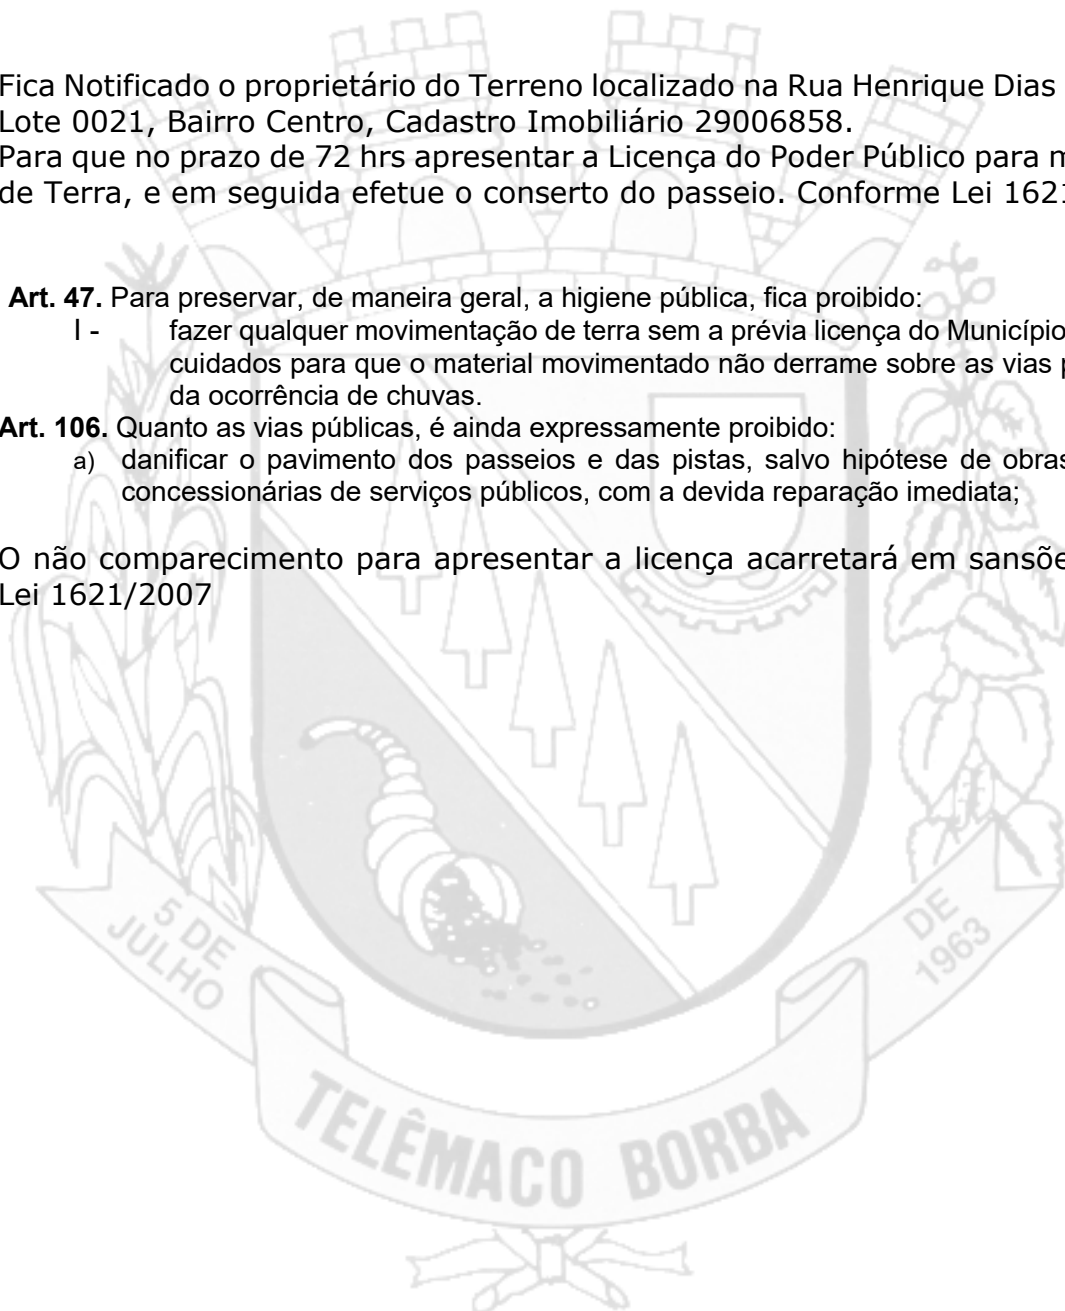 Fica Notificado o proprietário do Terreno localizado na Rua Henrique Dias
Lote 0021, Bairro Centro, Cadastro Imobiliário 29006858.
Para que no prazo de 72 hrs apresentar a Licença do Poder Público para
de Terra, e em seguida efetue o conserto do passeio. Conforme Lei 1621
Art. 47. Para preservar, de maneira geral, a higiene pública, fica proibido:
I - fazer qualquer movimentação de terra sem a prévia licença do Município
cuidados para que o material movimentado não derrame sobre as vias
da ocorrência de chuvas.
Art. 106. Quanto as vias públicas, é ainda expressamente proibido:
a) danificar o pavimento dos passeios e das pistas, salvo hipótese de obras
concessionárias de serviços públicos, com a devida reparação imediata;
O não comparecimento para apresentar a licença acarretará em
Lei 1621/2007
5 DE
JULHO
DE
1963
TELÊMACO BORBA